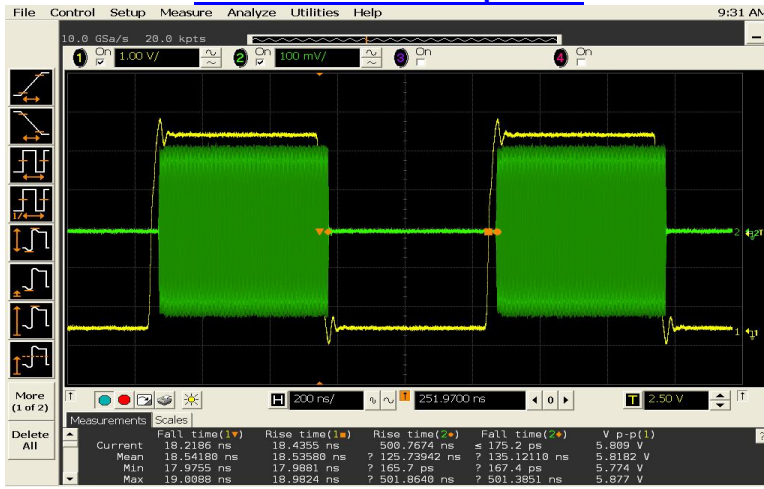 File Control Setup Measure Analyze Utilities Help 9:31 AM
10.0 GSa/s 20.0 kpts
1 On 1.00 V/ 2 On 100 mV/ 3 On 4 On
1/
2
1
More (1 of 2)
Delete All
H 200 ns/ 251.9700 ns 0 T 2.50 V
Measurements Scales
Fall time(1) Rise time(1) Rise time(2) Fall time(2) V p-p(1)
Current 18.2186 ns 18.4355 ns 500.7674 ns ≤ 175.2 ps 5.809 V
Mean 18.54180 ns 18.53580 ns ? 125.73942 ns ? 135.12110 ns 5.8182 V
Min 17.9755 ns 17.9881 ns ? 165.7 ps ? 167.4 ps 5.774 V
Max 19.0088 ns 18.9824 ns ? 501.8640 ns ? 501.3851 ns 5.877 V